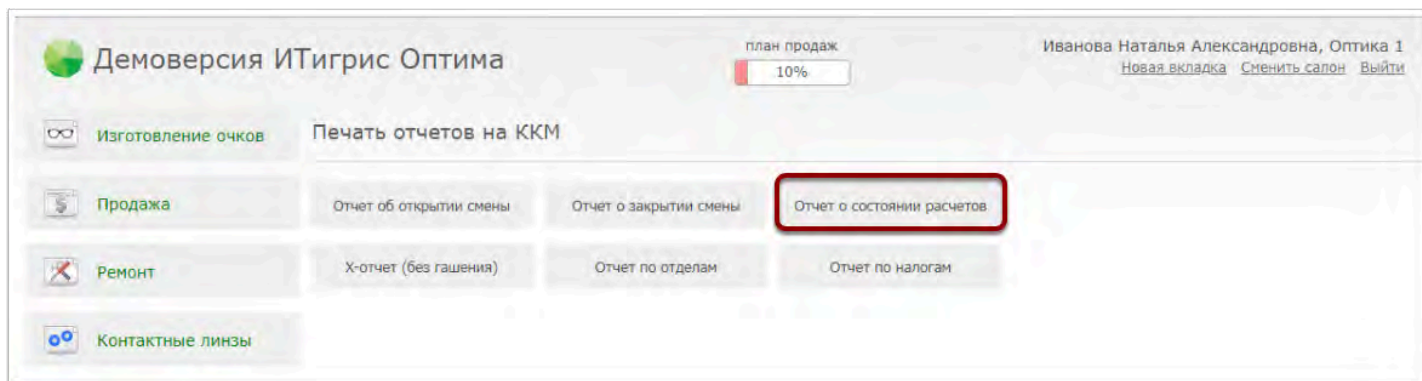 Демоверсия ИТигрис Оптима
план продаж
10%
Иванова Наталья Александровна, Оптика 1
Новая вкладка Сменить салон Выйти
Изготовление очков
Печать отчетов на ККМ
Продажа
Отчет об открытии смены
Отчет о закрытии смены
Отчет о состоянии расчетов
Ремонт
X-отчет (без гашения)
Отчет по отделам
Отчет по налогам
Контактные линзы